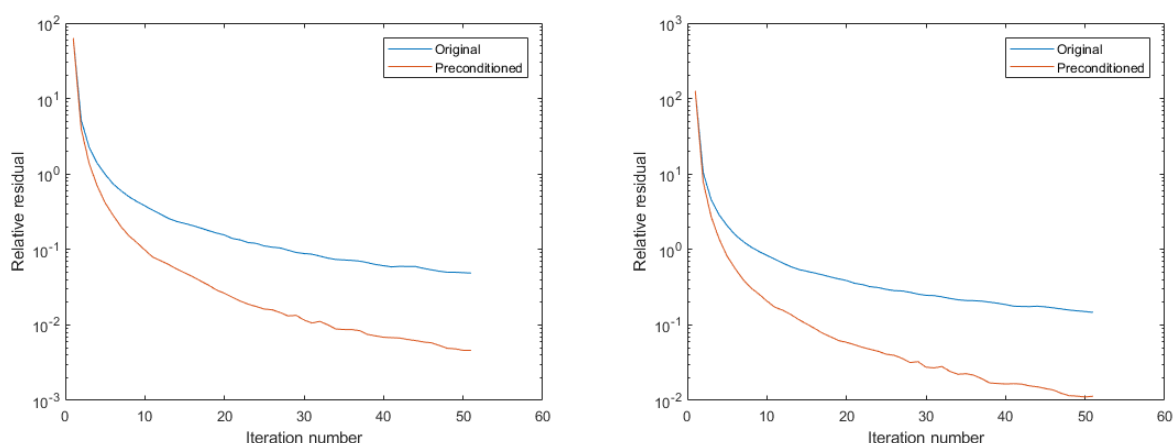 10^2
10^1
10^0
10^-1
10^-2
10^-3
Relative residual
0 10 20 30 40 50 60
Iteration number
Original
Preconditioned
10^3
10^2
10^1
10^0
10^-1
10^-2
Relative residual
0 10 20 30 40 50 60
Iteration number
Original
Preconditioned